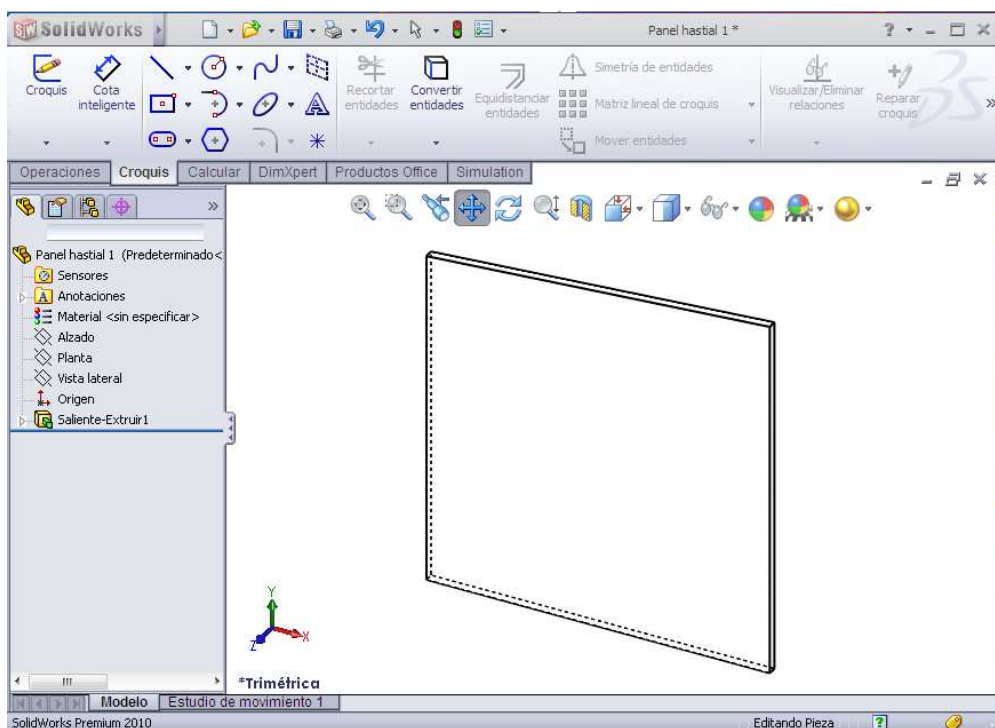 SolidWorks
Panel hastial 1 *
Croquis
Cota inteligente
Recortar entidades
Convertir entidades
Equidistanciar entidades
Simetría de entidades
Matriz lineal de croquis
Mover entidades
Visualizar/Eliminar relaciones
Reparar croquis
Operaciones Croquis Calcular DimXpert Productos Office Simulation
Panel hastial 1 (Predeterminado<
Sensores
Anotaciones
Material <sin especificar>
Alzado
Planta
Vista lateral
Origen
Saliente-Extruir1
Y
X
Z
*Trimétrica
Modelo Estudio de movimiento 1
SolidWorks Premium 2010 Editando Pieza